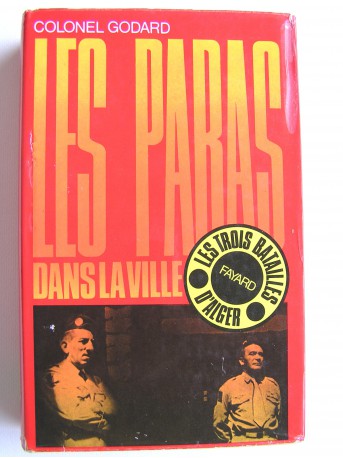 COLONEL GODARD
LES PARAS
DANS LA VILLE
LES TROIS BATAILLES
FAYARD
D'ALGER